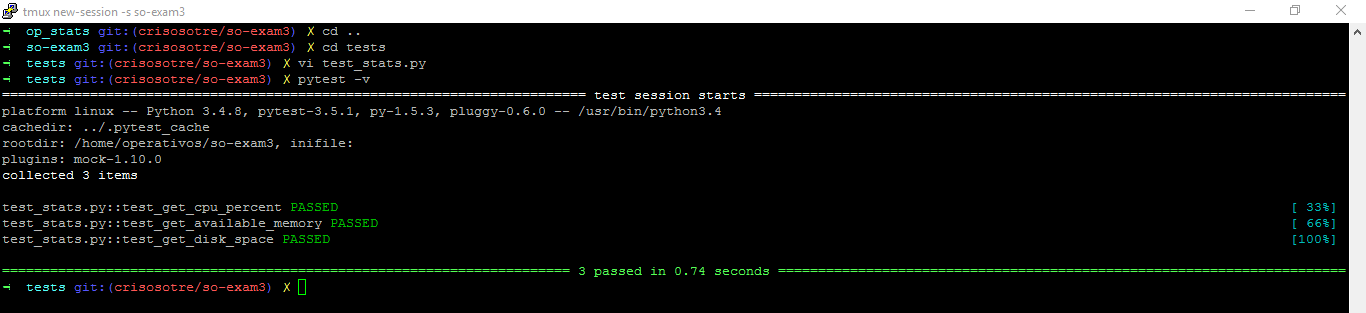 tmux new-session -s so-exam3
op_stats git:(crisosotre/so-exam3) X cd ..
so-exam3 git:(crisosotre/so-exam3) X cd tests
tests git:(crisosotre/so-exam3) X vi test_stats.py
tests git:(crisosotre/so-exam3) X pytest -v
============ test session starts ============
platform linux -- Python 3.4.8, pytest-3.5.1, py-1.5.3, pluggy-0.6.0 -- /usr/bin/python3.4
cachedir: ../.pytest_cache
rootdir: /home/operativos/so-exam3, inifile:
plugins: mock-1.10.0
collected 3 items
test_stats.py::test_get_cpu_percent PASSED [ 33%]
test_stats.py::test_get_available_memory PASSED [ 66%]
test_stats.py::test_get_disk_space PASSED [100%]
============ 3 passed in 0.74 seconds ============
tests git:(crisosotre/so-exam3) X